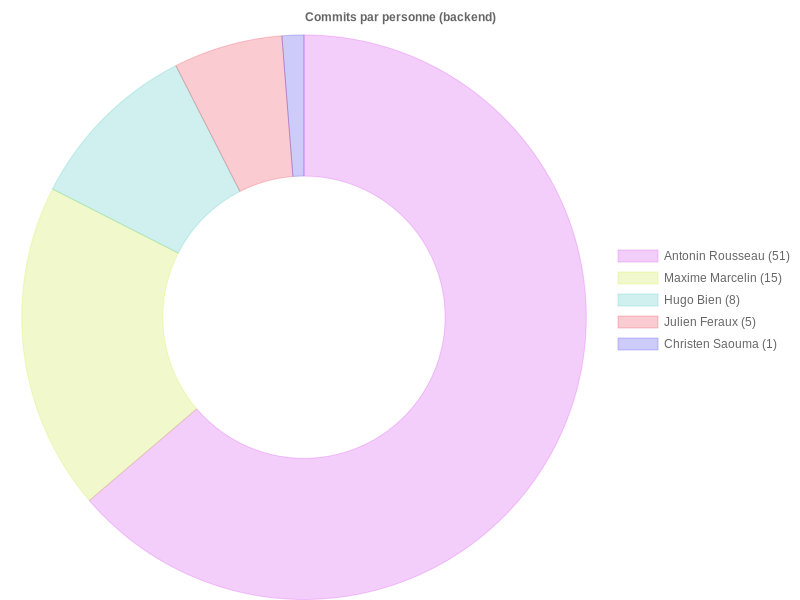 Commits par personne (backend)
Antonin Rousseau (51)
Maxime Marcelin (15)
Hugo Bien (8)
Julien Feraux (5)
Christen Saouma (1)